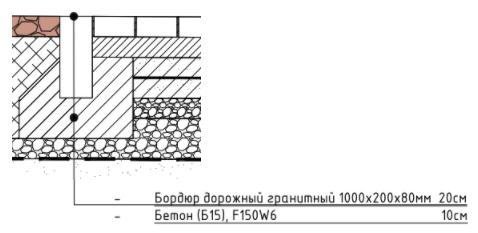 - Бордюр дорожный гранитный 1000х200х80мм 20см
- Бетон (Б15), F150W6 10см